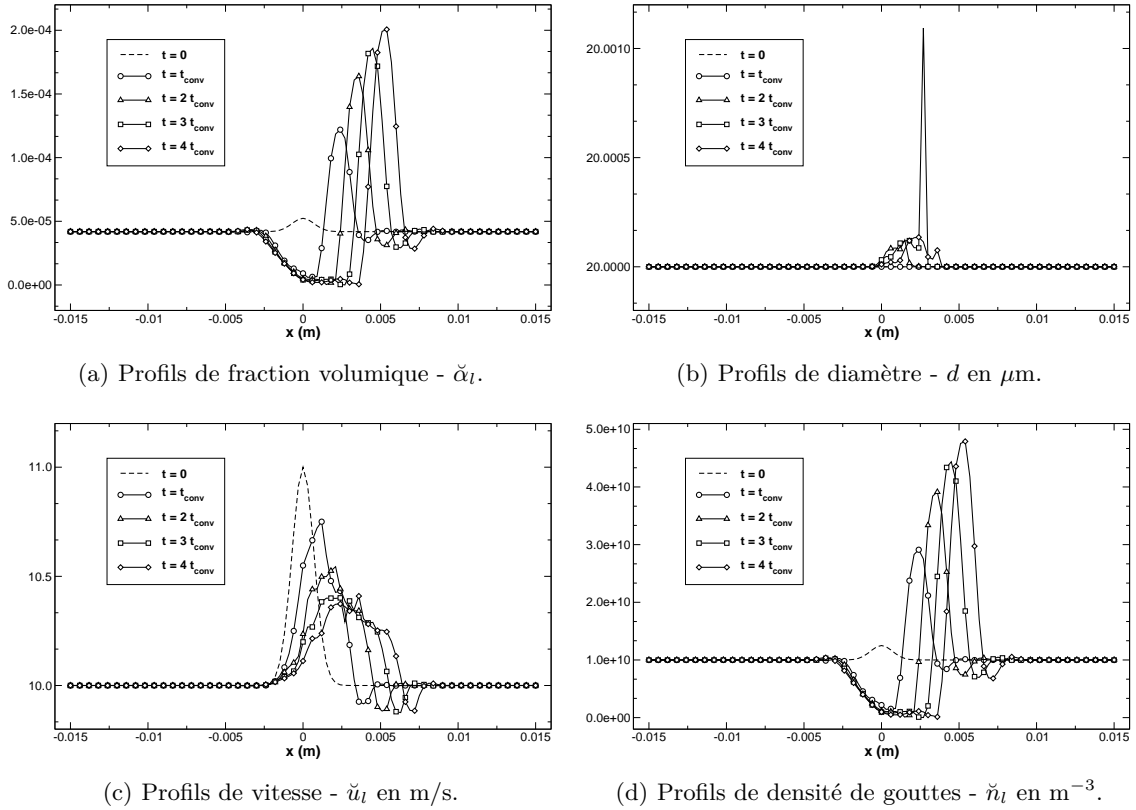 2.0e-04
1.5e-04
1.0e-04
5.0e-05
0.0e+00
t = 0
t = t_conv
t = 2 t_conv
t = 3 t_conv
t = 4 t_conv
-0.015 -0.01 -0.005 0 0.005 0.01 0.015
x (m)
(a) Profils de fraction volumique - ᾰ_l.
20.0010
20.0005
20.0000
t = 0
t = t_conv
t = 2 t_conv
t = 3 t_conv
t = 4 t_conv
-0.015 -0.01 -0.005 0 0.005 0.01 0.015
x (m)
(b) Profils de diamètre - d en μm.
11.0
10.5
10.0
t = 0
t = t_conv
t = 2 t_conv
t = 3 t_conv
t = 4 t_conv
-0.015 -0.01 -0.005 0 0.005 0.01 0.015
x (m)
(c) Profils de vitesse - ŭ_l en m/s.
5.0e+10
4.0e+10
3.0e+10
2.0e+10
1.0e+10
0.0e+00
t = 0
t = t_conv
t = 2 t_conv
t = 3 t_conv
t = 4 t_conv
-0.015 -0.01 -0.005 0 0.005 0.01 0.015
x (m)
(d) Profils de densité de gouttes - n̆_l en m⁻³.